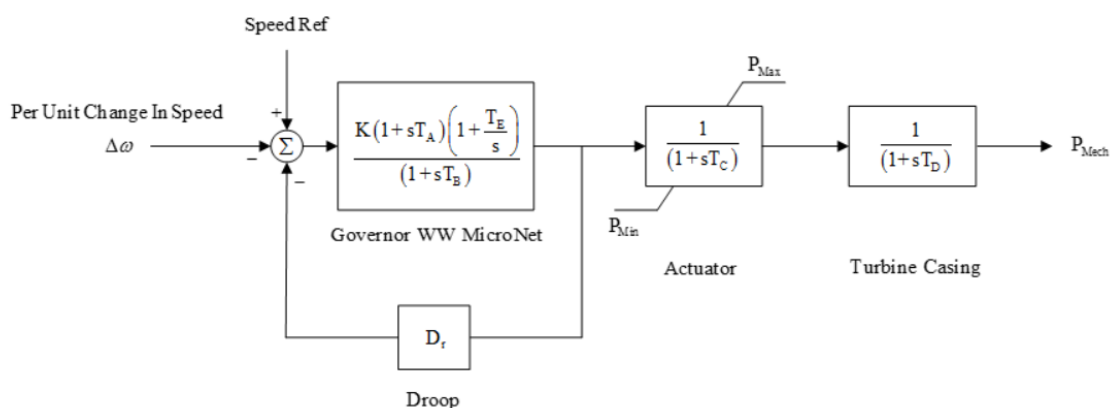 Speed Ref
P_Max
Per Unit Change In Speed
Δω
+
−
−
Σ
K(1+sT_A)(1+T_E/s)
(1+sT_B)
1
(1+sT_C)
1
(1+sT_D)
P_Mech
P_Min
Governor WW MicroNet
Actuator
Turbine Casing
D_r
Droop